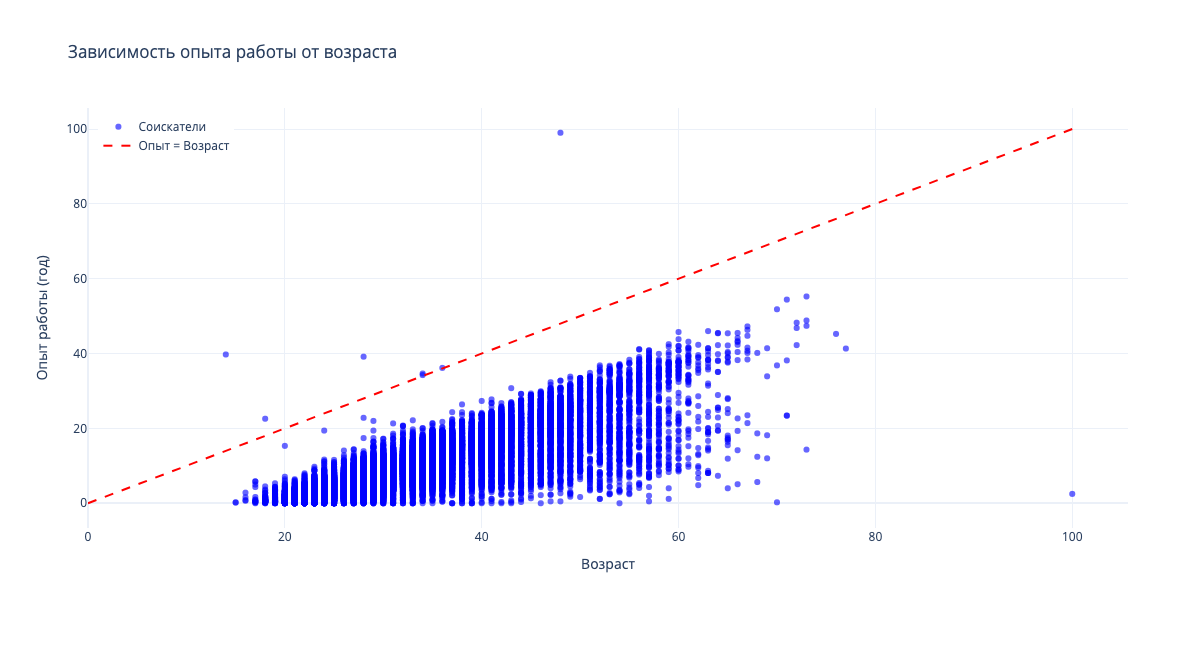 Зависимость опыта работы от возраста
Соискатели
Опыт = Возраст
100
80
60
40
20
0
Опыт работы (год)
0 20 40 60 80 100
Возраст